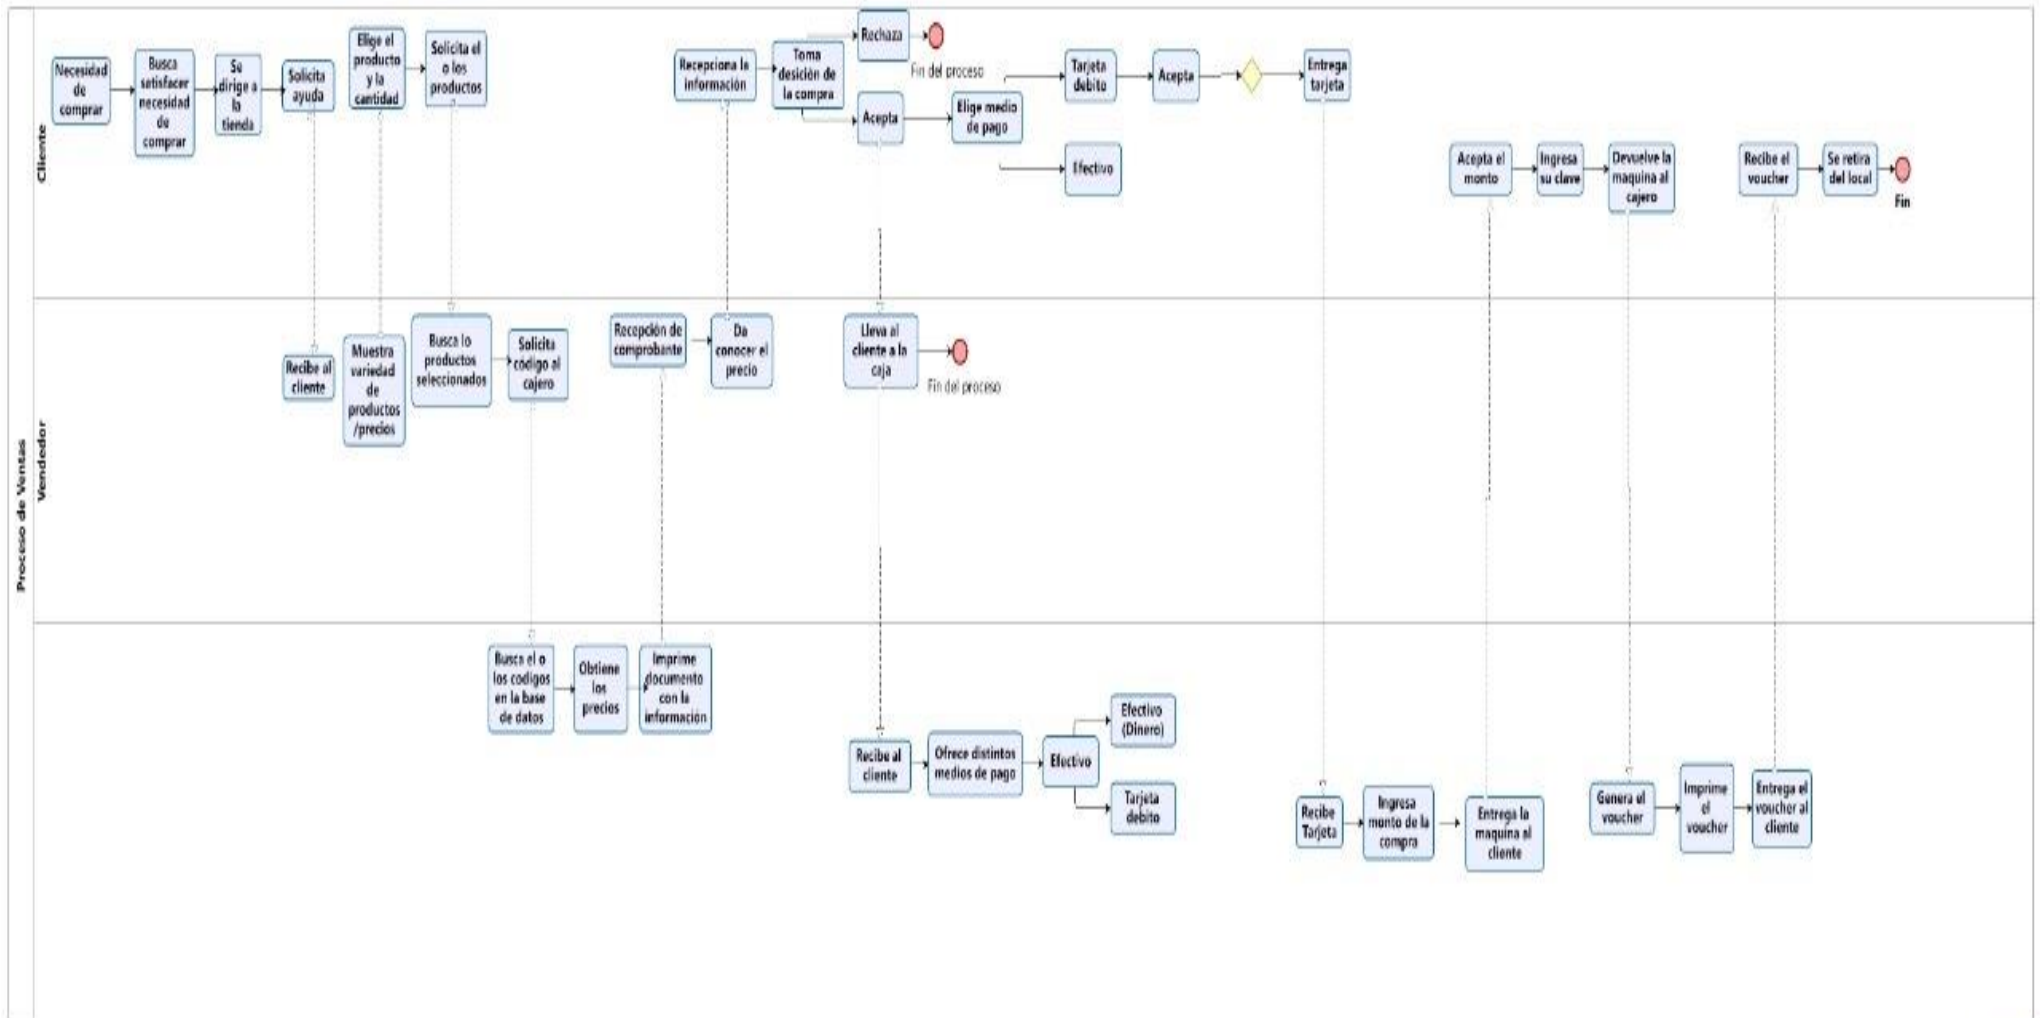 Proceso de Ventas
Cliente
Necesidad
de
comprar
Busca
satisfacer
necesidad
de
comprar
Se
dirige a
la
tienda
Solicita
ayuda
Elige el
producto
y la
cantidad
Solicita el
o los
productos
Recepciona la
información
Toma
desición de
la compra
Rechaza
Fin del proceso
Acepta
Elige medio
de pago
Tarjeta
debito
Acepta
Efectivo
Entrega
tarjeta
Acepta el
monto
Ingresa
su clave
Devuelve la
maquina al
cajero
Recibe el
voucher
Se retira
del local
Fin
Vendedor
Recibe al
cliente
Muestra
variedad
de
productos
/precios
Busca lo
productos
seleccionados
Solicita
código al
cajero
Recepción de
comprobante
Da
conocer el
precio
Lleva al
cliente a la
caja
Fin del proceso
Busca el o
los codigos
en la base
de datos
Obtiene
los
precios
Imprime
documento
con la
información
Recibe al
cliente
Ofrece distintos
medios de pago
Efectivo
Efectivo
(Dinero)
Tarjeta
debito
Recibe
Tarjeta
Ingresa
monto de la
compra
Entrega la
maquina al
cliente
Genera el
voucher
Imprime
el
voucher
Entrega el
voucher al
cliente